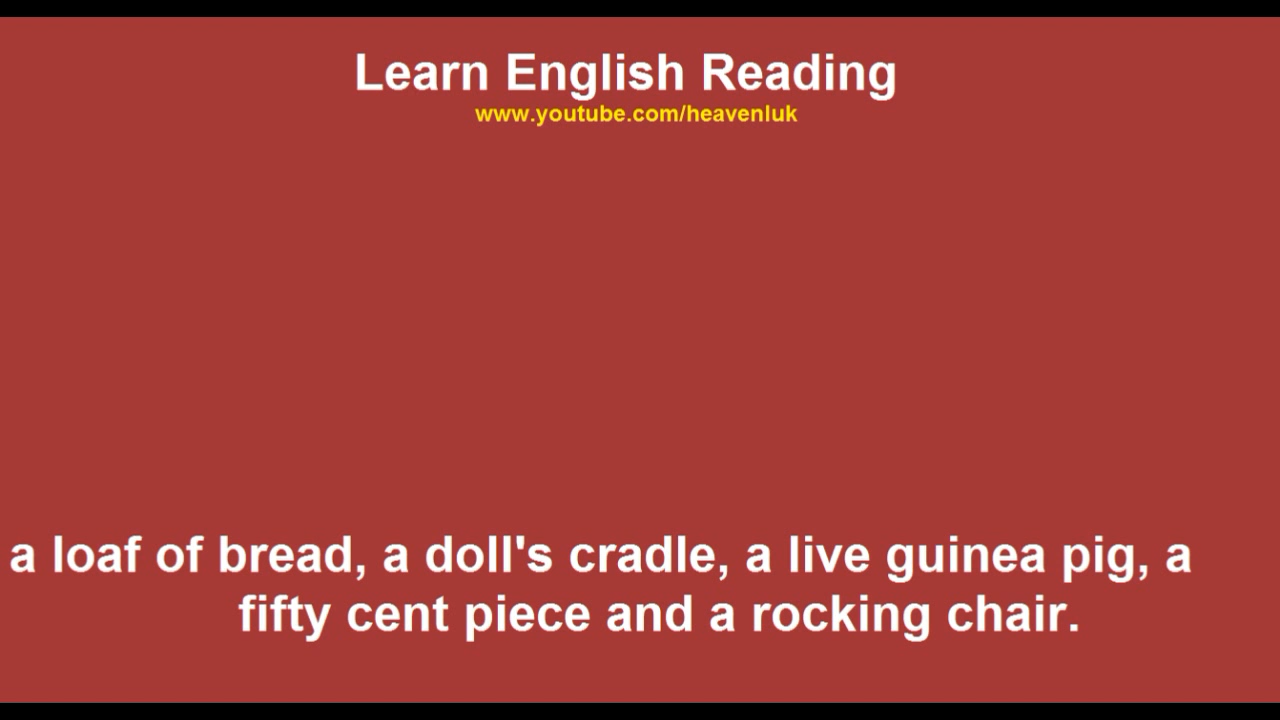 Learn English Reading
www.youtube.com/heavenluk
a loaf of bread, a doll's cradle, a live guinea pig, a
fifty cent piece and a rocking chair.